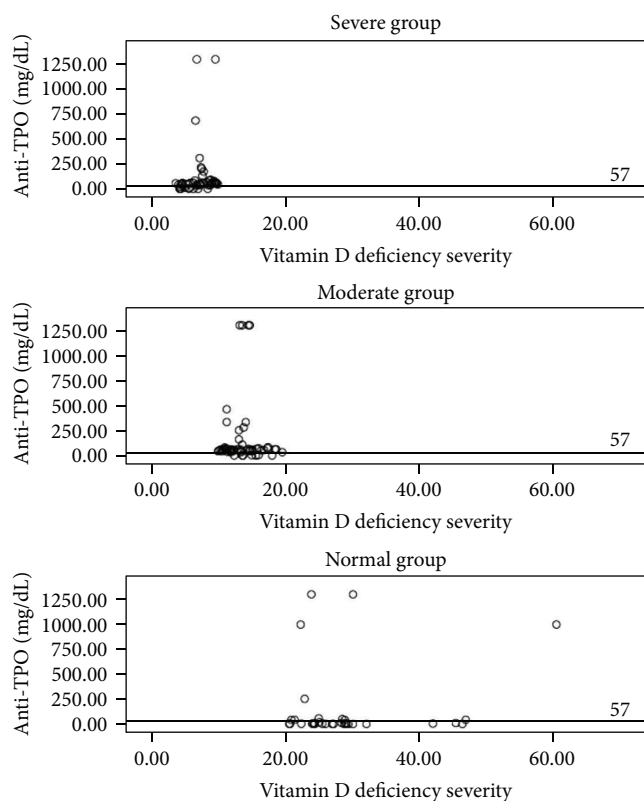 Severe group
Anti-TPO (mg/dL)
1250.00
1000.00
750.00
500.00
250.00
0.00
57
0.00 20.00 40.00 60.00
Vitamin D deficiency severity
Moderate group
Anti-TPO (mg/dL)
1250.00
1000.00
750.00
500.00
250.00
0.00
57
0.00 20.00 40.00 60.00
Vitamin D deficiency severity
Normal group
Anti-TPO (mg/dL)
1250.00
1000.00
750.00
500.00
250.00
0.00
57
0.00 20.00 40.00 60.00
Vitamin D deficiency severity